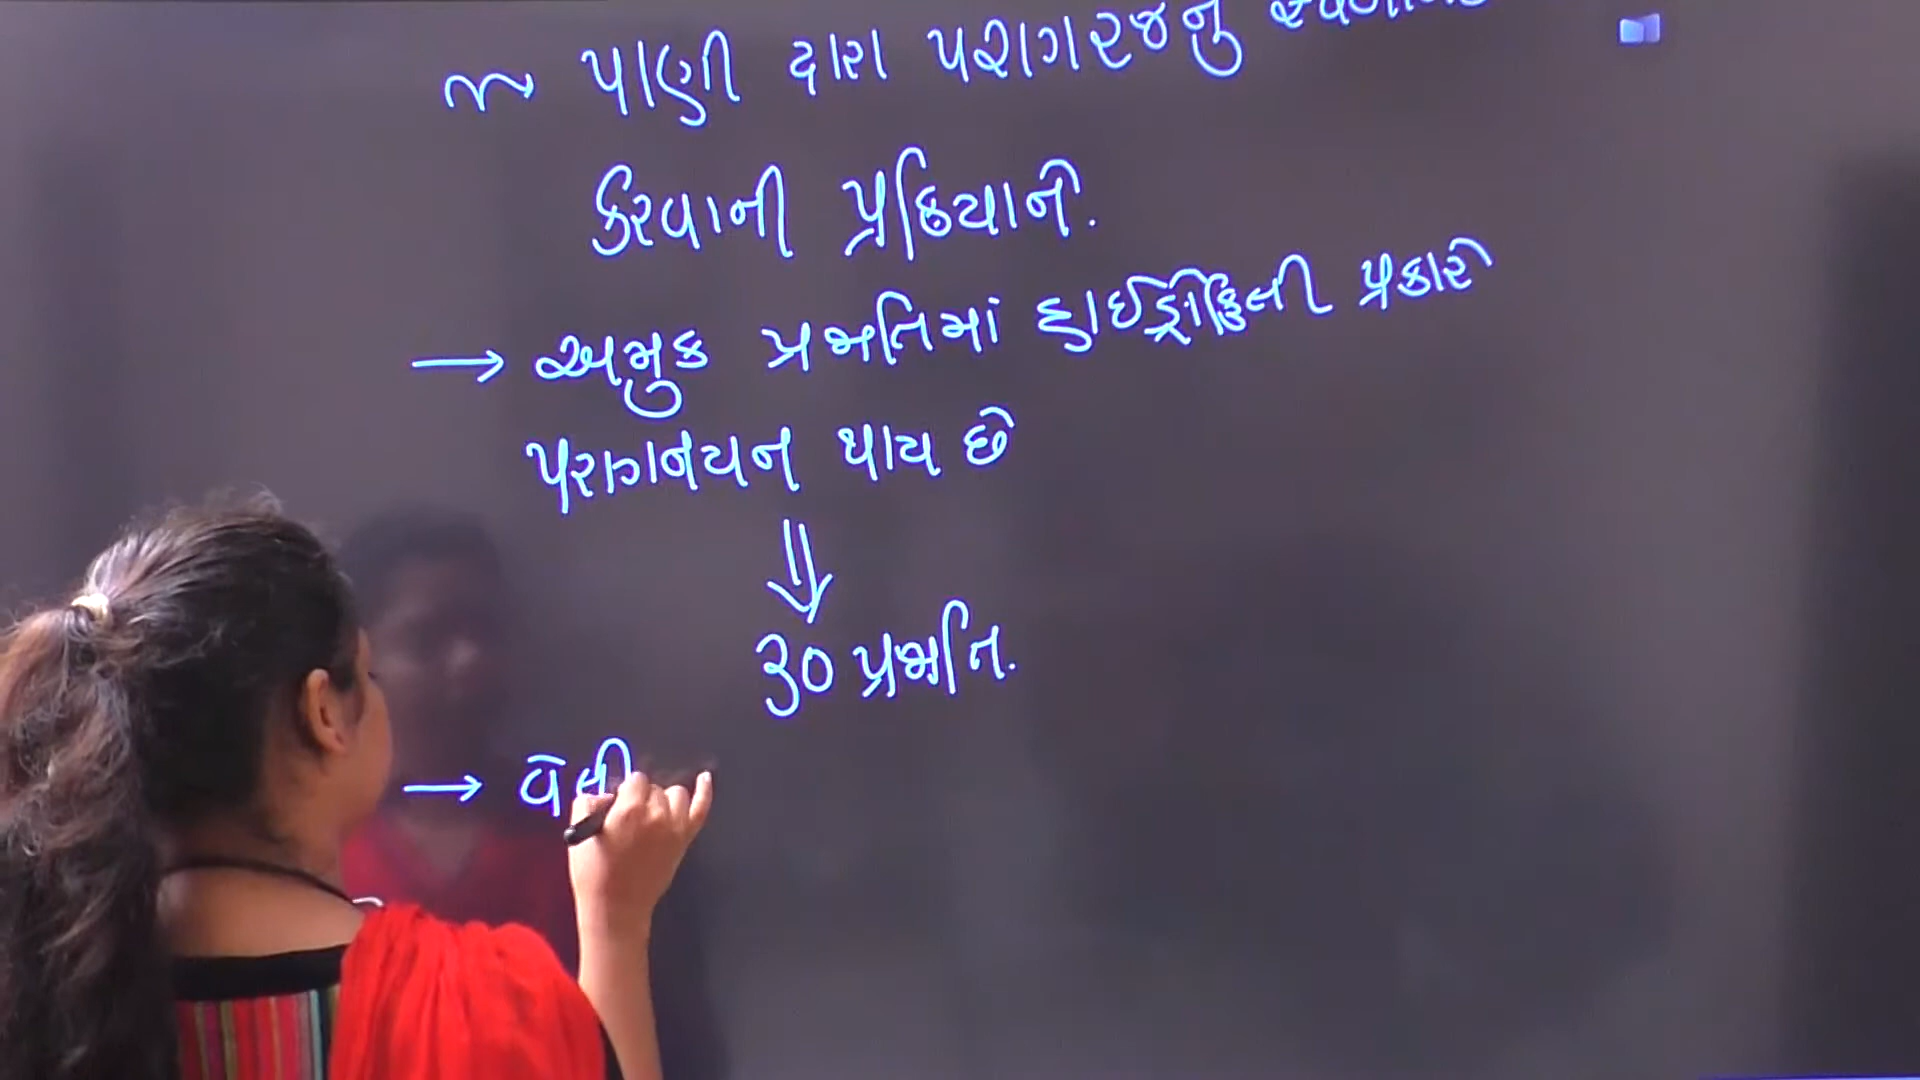 પાણી દ્વારા પરાગરજનું
કરવાની પ્રક્રિયાને.
→ અમુક પ્રજાતિમાં હાઈડ્રોફિલી પ્રકારે
પરાગનયન થાય છે
⇓
30 પ્રજાતિ.
→ વેલી